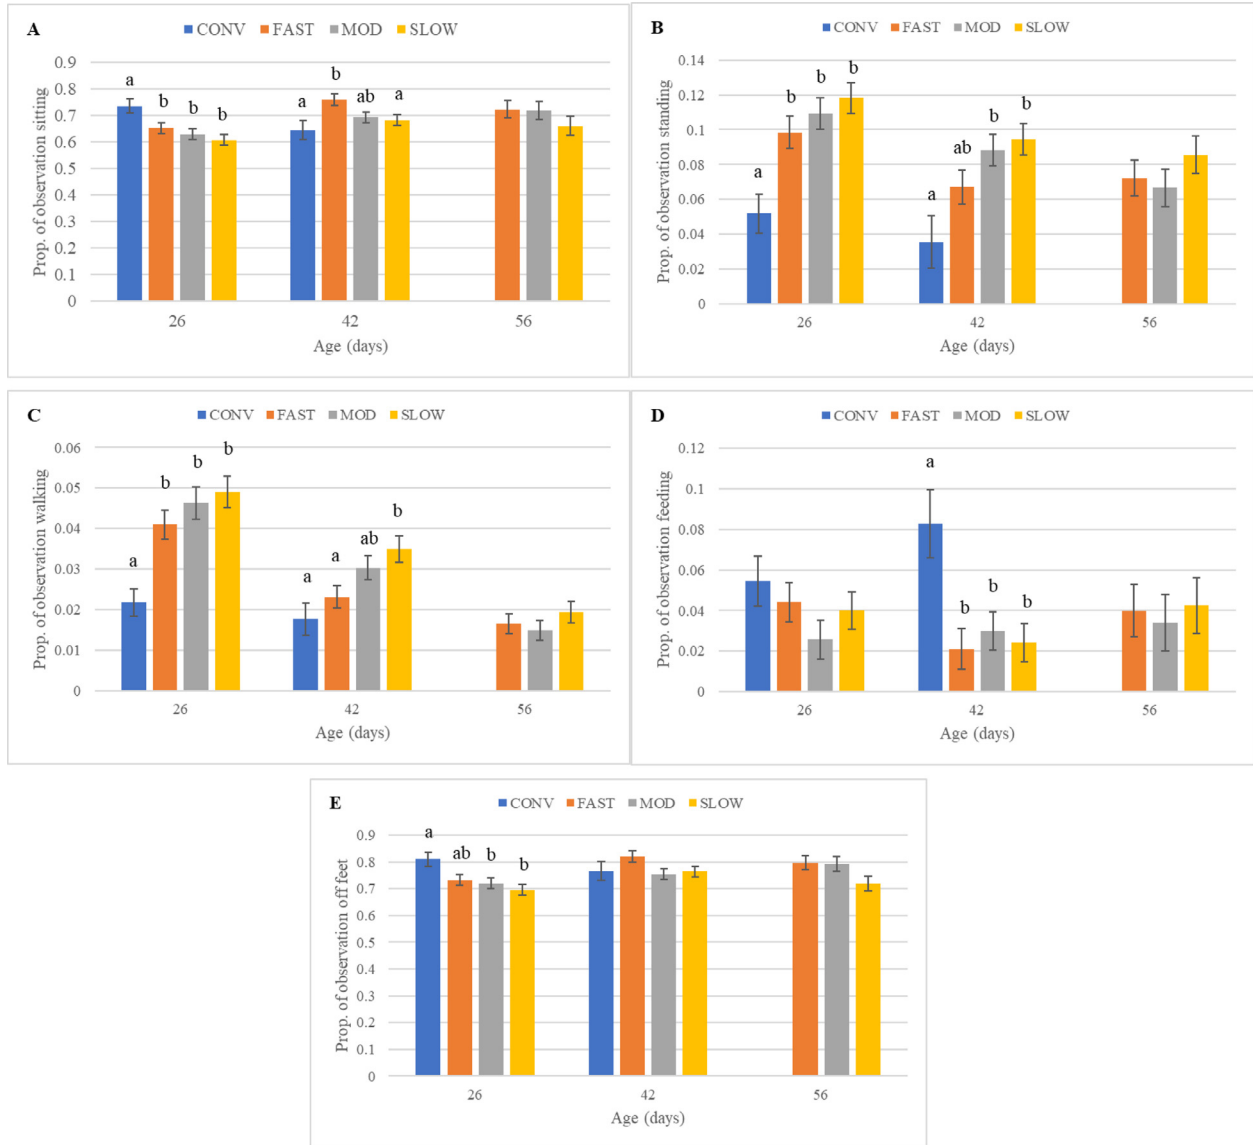 A
CONV FAST MOD SLOW
Prop. of observation sitting
0.9
0.8
0.7
0.6
0.5
0.4
0.3
0.2
0.1
0
a b b b
a b ab a
26 42 56
Age (days)
B
CONV FAST MOD SLOW
Prop. of observation standing
0.14
0.12
0.1
0.08
0.06
0.04
0.02
0
a b b b
a ab b b
26 42 56
Age (days)
C
CONV FAST MOD SLOW
Prop. of observation walking
0.06
0.05
0.04
0.03
0.02
0.01
0
a b b b
a a ab b
26 42 56
Age (days)
D
CONV FAST MOD SLOW
Prop. of observation feeding
0.12
0.1
0.08
0.06
0.04
0.02
0
a b b b
26 42 56
Age (days)
E
CONV FAST MOD SLOW
Prop. of observation off feet
0.9
0.8
0.7
0.6
0.5
0.4
0.3
0.2
0.1
0
a ab b b
26 42 56
Age (days)